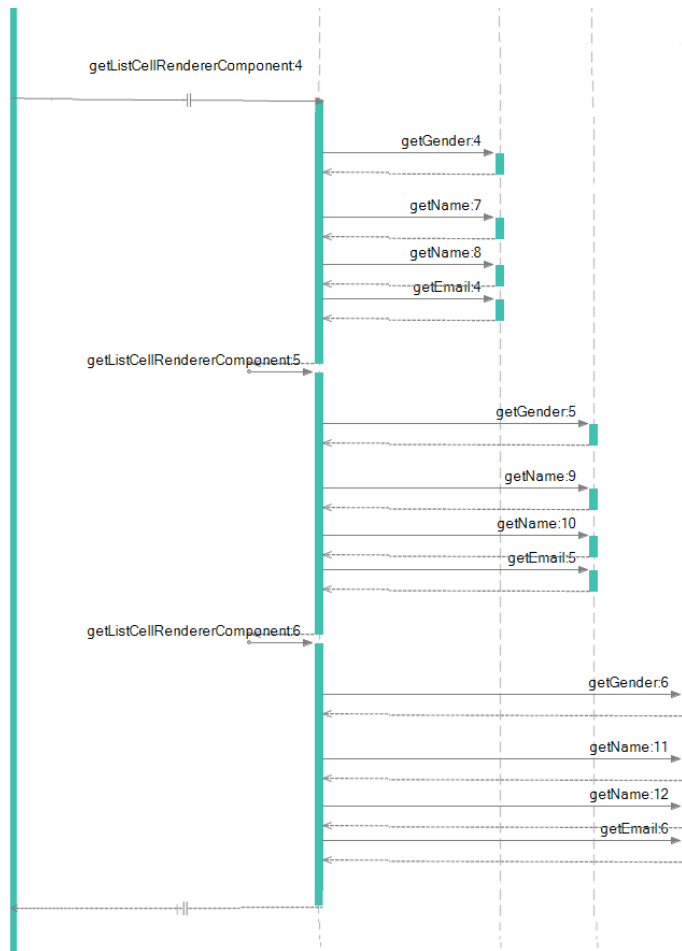 getListCellRendererComponent:4
getGender:4
getName:7
getName:8
getEmail:4
getListCellRendererComponent:5
getGender:5
getName:9
getName:10
getEmail:5
getListCellRendererComponent:6
getGender:6
getName:11
getName:12
getEmail:6